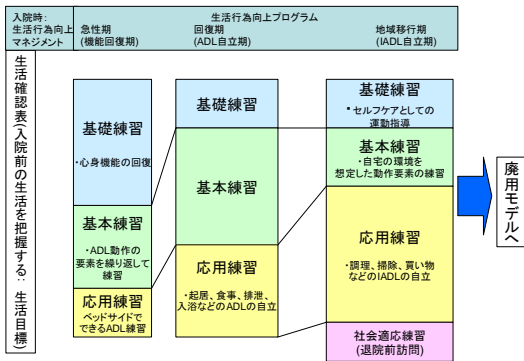 入院時:
生活行為向上
マネジメント
生活行為向上プログラム
急性期
(機能回復期)
回復期
(ADL自立期)
地域移行期
(IADL自立期)
生活確認表(入院前の生活を把握する::生活目標)
基礎練習
・心身機能の回復
基本練習
・ADL動作の
要素を繰り返して
練習
応用練習
ベッドサイドで
できるADL練習
基礎練習
基本練習
応用練習
・起居、食事、排泄、
入浴などのADLの自立
基礎練習
・セルフケアとしての
運動指導
基本練習
・自宅の環境を
想定した動作要素の練習
応用練習
・調理、掃除、買い物
などのIADLの自立
社会適応練習
(退院前訪問)
廃用モデルへ